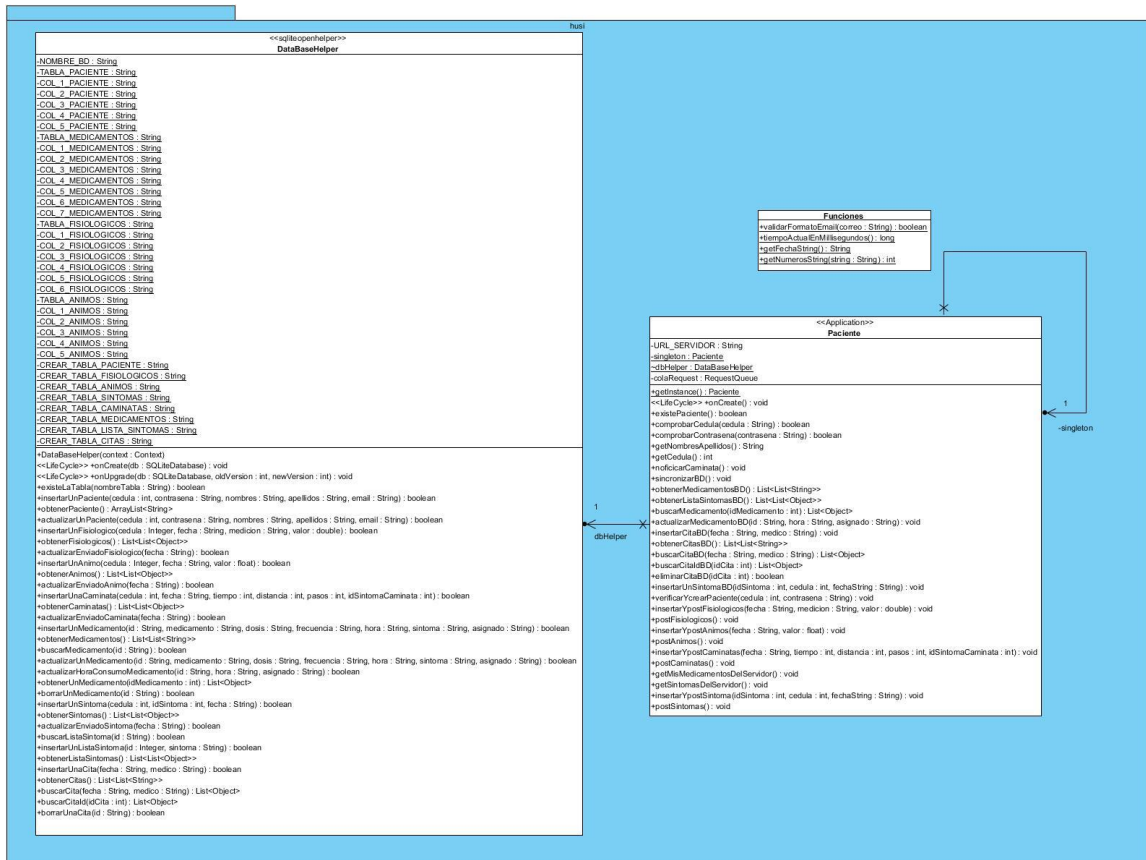 husi
<<sqliteopenhelper>>
DataBaseHelper
-NOMBRE_BD : String
-TABLA_PACIENTE : String
-COL_1_PACIENTE : String
-COL_2_PACIENTE : String
-COL_3_PACIENTE : String
-COL_4_PACIENTE : String
-COL_5_PACIENTE : String
-TABLA_MEDICAMENTOS : String
-COL_1_MEDICAMENTOS : String
-COL_2_MEDICAMENTOS : String
-COL_3_MEDICAMENTOS : String
-COL_4_MEDICAMENTOS : String
-COL_5_MEDICAMENTOS : String
-COL_6_MEDICAMENTOS : String
-COL_7_MEDICAMENTOS : String
-TABLA_FISIOLOGICOS : String
-COL_1_FISIOLOGICOS : String
-COL_2_FISIOLOGICOS : String
-COL_3_FISIOLOGICOS : String
-COL_4_FISIOLOGICOS : String
-COL_5_FISIOLOGICOS : String
-COL_6_FISIOLOGICOS : String
-TABLA_ANIMOS : String
-COL_1_ANIMOS : String
-COL_2_ANIMOS : String
-COL_3_ANIMOS : String
-COL_4_ANIMOS : String
-COL_5_ANIMOS : String
-CREAR_TABLA_PACIENTE : String
-CREAR_TABLA_FISIOLOGICOS : String
-CREAR_TABLA_ANIMOS : String
-CREAR_TABLA_SINTOMAS : String
-CREAR_TABLA_CAMINATAS : String
-CREAR_TABLA_MEDICAMENTOS : String
-CREAR_TABLA_LISTA_SINTOMAS : String
-CREAR_TABLA_CITAS : String
+DataBaseHelper(context : Context)
<<LifeCycle>> +onCreate(db : SQLiteDatabase) : void
<<LifeCycle>> +onUpgrade(db : SQLiteDatabase, oldVersion : int, newVersion : int) : void
+existeLaTabla(nombreTabla : String) : boolean
+insertarUnPaciente(cedula : int, contrasena : String, nombres : String, apellidos : String, email : String) : boolean
+obtenerPaciente() : ArrayList<String>
+actualizarUnPaciente(cedula : int, contrasena : String, nombres : String, apellidos : String, email : String) : boolean
+insertarUnFisiologico(cedula : Integer, fecha : String, medicion : String, valor : double) : boolean
+obtenerFisiologicos() : List<List<Object>>
+actualizarEnviadoFisiologico(fecha : String) : boolean
+insertarUnAnimo(cedula : Integer, fecha : String, valor : float) : boolean
+obtenerAnimos() : List<List<Object>>
+actualizarEnviadoAnimo(fecha : String) : boolean
+insertarUnaCaminata(cedula : int, fecha : String, tiempo : int, distancia : int, pasos : int, idSintomaCaminata : int) : boolean
+obtenerCaminatas() : List<List<Object>>
+actualizarEnviadoCaminata(fecha : String) : boolean
+insertarUnMedicamento(id : String, medicamento : String, dosis : String, frecuencia : String, hora : String, sintoma : String, asignado : String) : boolean
+obtenerMedicamentos() : List<List<String>>
+buscarMedicamento(id : String) : boolean
+actualizarUnMedicamento(id : String, medicamento : String, dosis : String, frecuencia : String, hora : String, sintoma : String, asignado : String) : boolean
+actualizarHoraConsumoMedicamento(id : String, hora : String, asignado : String) : boolean
+obtenerUnMedicamento(idMedicamento : int) : List<Object>
+borrarUnMedicamento(id : String) : boolean
+insertarUnSintoma(cedula : int, idSintoma : int, fecha : String) : boolean
+obtenerSintomas() : List<List<Object>>
+actualizarEnviadoSintoma(fecha : String) : boolean
+buscarListaSintoma(id : String) : boolean
+insertarUnListaSintoma(id : Integer, sintoma : String) : boolean
+obtenerListaSintomas() : List<List<Object>>
+insertarUnaCita(fecha : String, medico : String) : boolean
+obtenerCitas() : List<List<String>>
+buscarCita(fecha : String, medico : String) : List<Object>
+buscarCitaId(idCita : int) : List<Object>
+borrarUnaCita(id : String) : boolean
1
dbHelper
Funciones
+validarFormatoEmail(correo : String) : boolean
+tiempoActualEnMillisegundos() : long
+getFechaString() : String
+getNumerosString(string : String) : int
<<Application>>
Paciente
-URL_SERVIDOR : String
-singleton : Paciente
~dbHelper : DataBaseHelper
-colaRequest : RequestQueue
+getInstance() : Paciente
<<LifeCycle>> +onCreate() : void
+existePaciente() : boolean
+comprobarCedula(cedula : String) : boolean
+comprobarContrasena(contrasena : String) : boolean
+getNombresApellidos() : String
+getCedula() : int
+noficicarCaminata() : void
+sincronizarBD() : void
+obtenerMedicamentosBD() : List<List<String>>
+obtenerListaSintomasBD() : List<List<Object>>
+buscarMedicamento(idMedicamento : int) : List<Object>
+actualizarMedicamentoBD(id : String, hora : String, asignado : String) : void
+insertarCitaBD(fecha : String, medico : String) : void
+obtenerCitasBD() : List<List<String>>
+buscarCitaBD(fecha : String, medico : String) : List<Object>
+buscarCitaIdBD(idCita : int) : List<Object>
+eliminarCitaBD(idCita : int) : boolean
+insertarUnSintomaBD(idSintoma : int, cedula : int, fechaString : String) : void
+verificarYcrearPaciente(cedula : int, contrasena : String) : void
+insertarYpostFisiologicos(fecha : String, medicion : String, valor : double) : void
+postFisiologicos() : void
+insertarYpostAnimos(fecha : String, valor : float) : void
+postAnimos() : void
+insertarYpostCaminatas(fecha : String, tiempo : int, distancia : int, pasos : int, idSintomaCaminata : int) : void
+postCaminatas() : void
+getMisMedicamentosDelServidor() : void
+getSintomasDelServidor() : void
+insertarYpostSintoma(idSintoma : int, cedula : int, fechaString : String) : void
+postSintomas() : void
1
-singleton